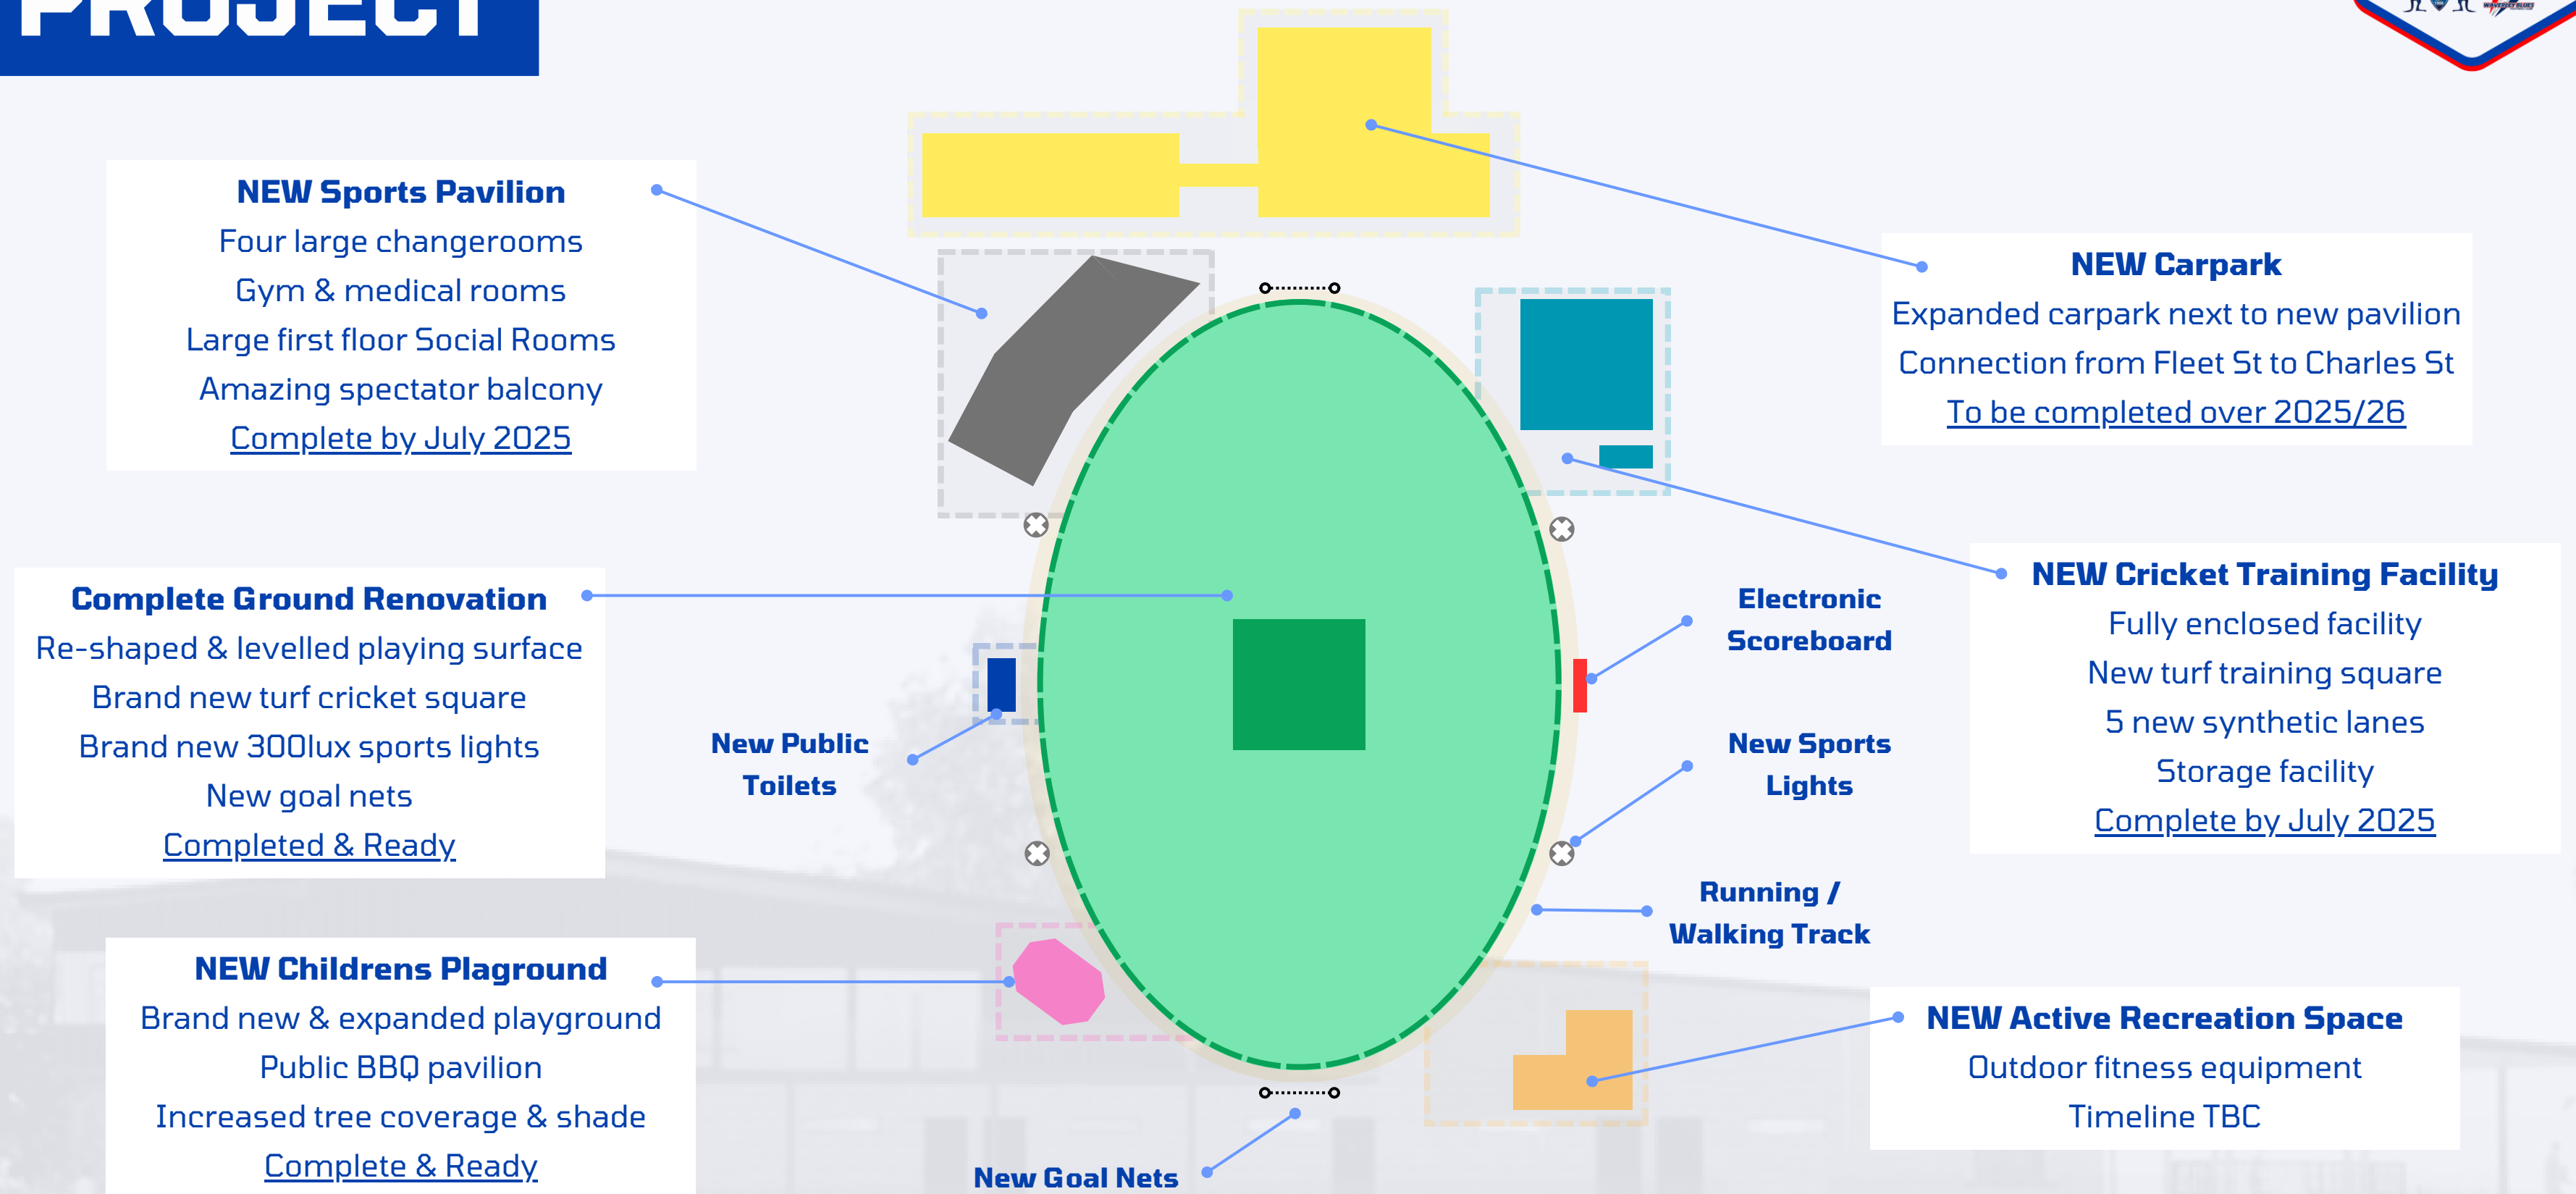 PROJECT
WAVERLEY BLUES
NEW Sports Pavilion
Four large changerooms
Gym & medical rooms
Large first floor Social Rooms
Amazing spectator balcony
Complete by July 2025
NEW Carpark
Expanded carpark next to new pavilion
Connection from Fleet St to Charles St
To be completed over 2025/26
Complete Ground Renovation
Re-shaped & levelled playing surface
Brand new turf cricket square
Brand new 300lux sports lights
New goal nets
Completed & Ready
New Public
Toilets
Electronic
Scoreboard
New Sports
Lights
Running /
Walking Track
NEW Cricket Training Facility
Fully enclosed facility
New turf training square
5 new synthetic lanes
Storage facility
Complete by July 2025
NEW Childrens Plaground
Brand new & expanded playground
Public BBQ pavilion
Increased tree coverage & shade
Complete & Ready
New Goal Nets
NEW Active Recreation Space
Outdoor fitness equipment
Timeline TBC